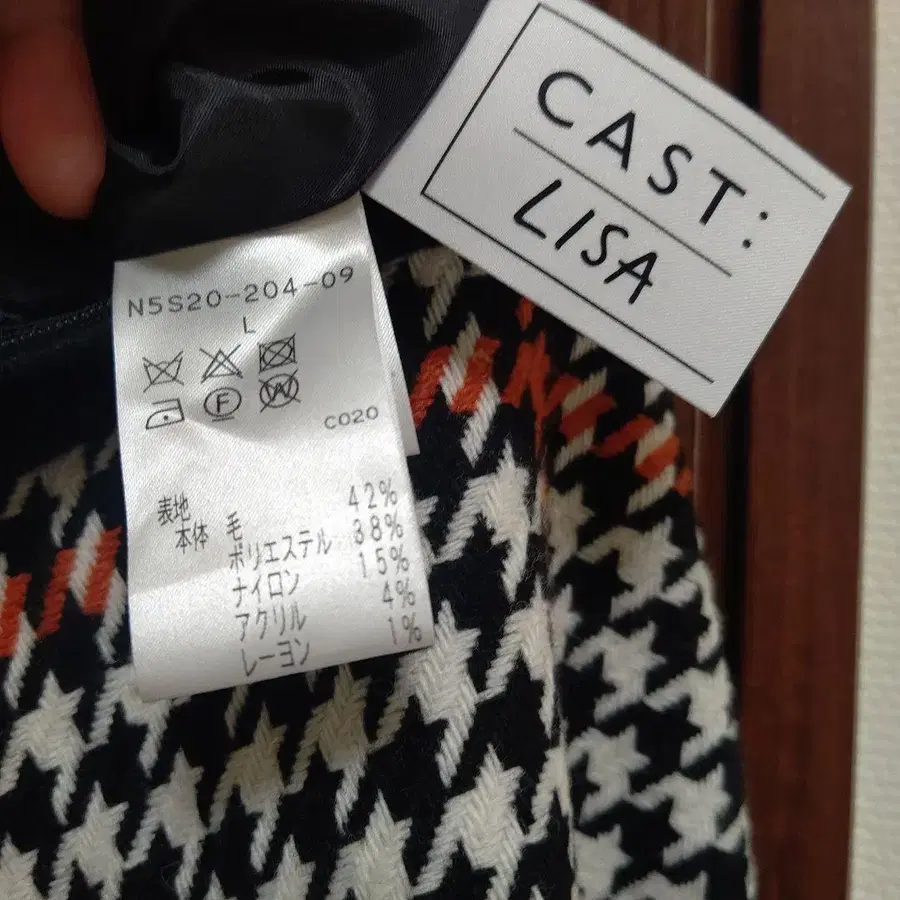 CAST:
LISA
N5S20-204-09
L
F
W
C020
表地
本体 毛 42%
ポリエステル 38%
ナイロン 15%
アクリル 4%
レーヨン 1%